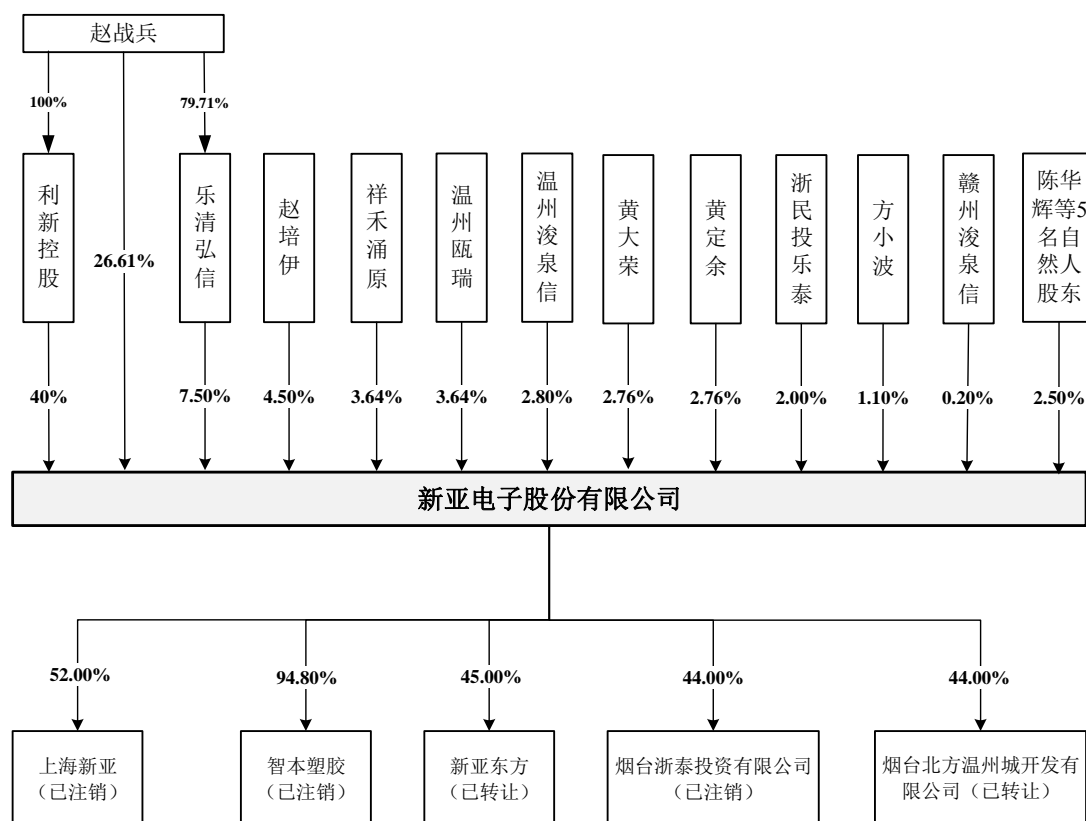 赵战兵
100%
79.71%
利新控股
26.61%
乐清弘信
赵培伊
祥禾涌原
温州瓯瑞
温州浚泉信
黄大荣
黄定余
浙民投乐泰
方小波
赣州浚泉信
陈华
辉等5
名自
然人
股东
40%
7.50%
4.50%
3.64%
3.64%
2.80%
2.76%
2.76%
2.00%
1.10%
0.20%
2.50%
新亚电子股份有限公司
52.00%
94.80%
45.00%
44.00%
44.00%
上海新亚
（已注销）
智本塑胶
（已注销）
新亚东方
（已转让）
烟台浙泰投资有限公司
（已注销）
烟台北方温州城开发有
限公司（已转让）